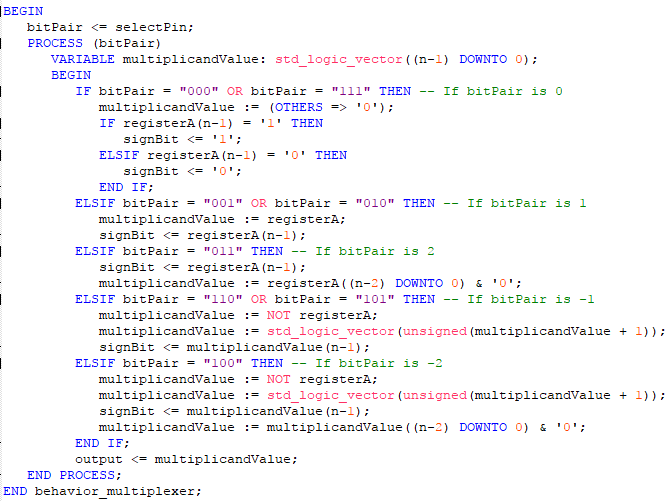 BEGIN
bitPair <= selectPin;
PROCESS (bitPair)
VARIABLE multiplicandValue: std_logic_vector((n-1) DOWNTO 0);
BEGIN
IF bitPair = "000" OR bitPair = "111" THEN -- If bitPair is 0
multiplicandValue := (OTHERS => '0');
IF registerA(n-1) = '1' THEN
signBit <= '1';
ELSIF registerA(n-1) = '0' THEN
signBit <= '0';
END IF;
ELSIF bitPair = "001" OR bitPair = "010" THEN -- If bitPair is 1
multiplicandValue := registerA;
signBit <= registerA(n-1);
ELSIF bitPair = "011" THEN -- If bitPair is 2
signBit <= registerA(n-1);
multiplicandValue := registerA((n-2) DOWNTO 0) & '0';
ELSIF bitPair = "110" OR bitPair = "101" THEN -- If bitPair is -1
multiplicandValue := NOT registerA;
multiplicandValue := std_logic_vector(unsigned(multiplicandValue + 1));
signBit <= multiplicandValue(n-1);
ELSIF bitPair = "100" THEN -- If bitPair is -2
multiplicandValue := NOT registerA;
multiplicandValue := std_logic_vector(unsigned(multiplicandValue + 1));
signBit <= multiplicandValue(n-1);
multiplicandValue := multiplicandValue((n-2) DOWNTO 0) & '0';
END IF;
output <= multiplicandValue;
END PROCESS;
END behavior_multiplexer;